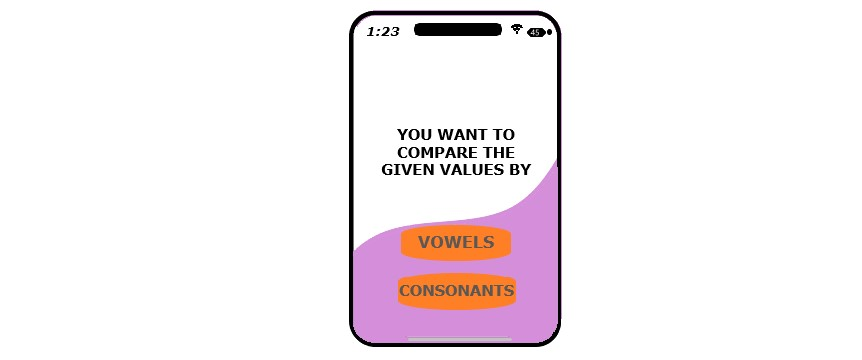 1:23
45
YOU WANT TO
COMPARE THE
GIVEN VALUES BY
VOWELS
CONSONANTS